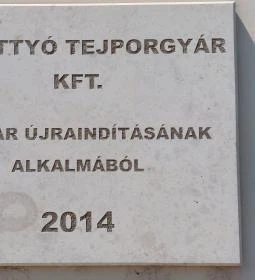 TTYÓ TEJPORGYÁR
KFT.
AR ÚJRAINDÍTÁSÁNAK
ALKALMÁBÓL
2014